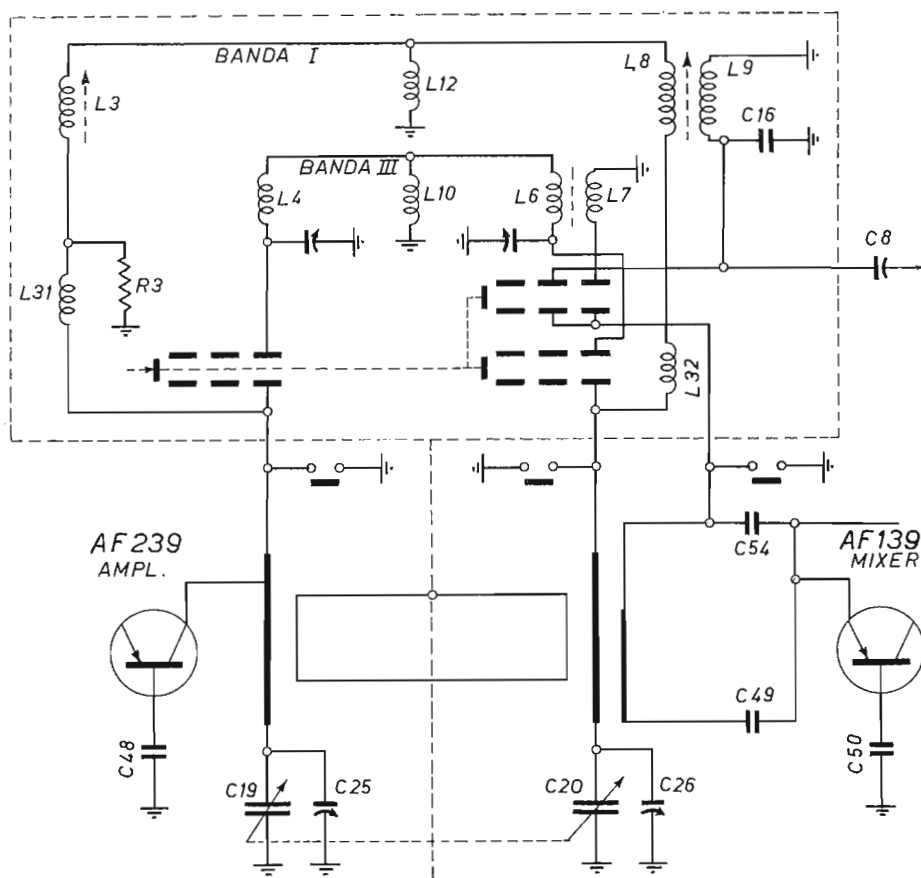 BANDA I
L3
L12
L8
L9
C16
BANDA III
L4
L10
L6
L7
C8
L31
R3
L32
AF239
AMPL.
C54
AF139
MIXER
C48
C49
C50
C19
C25
C20
C26